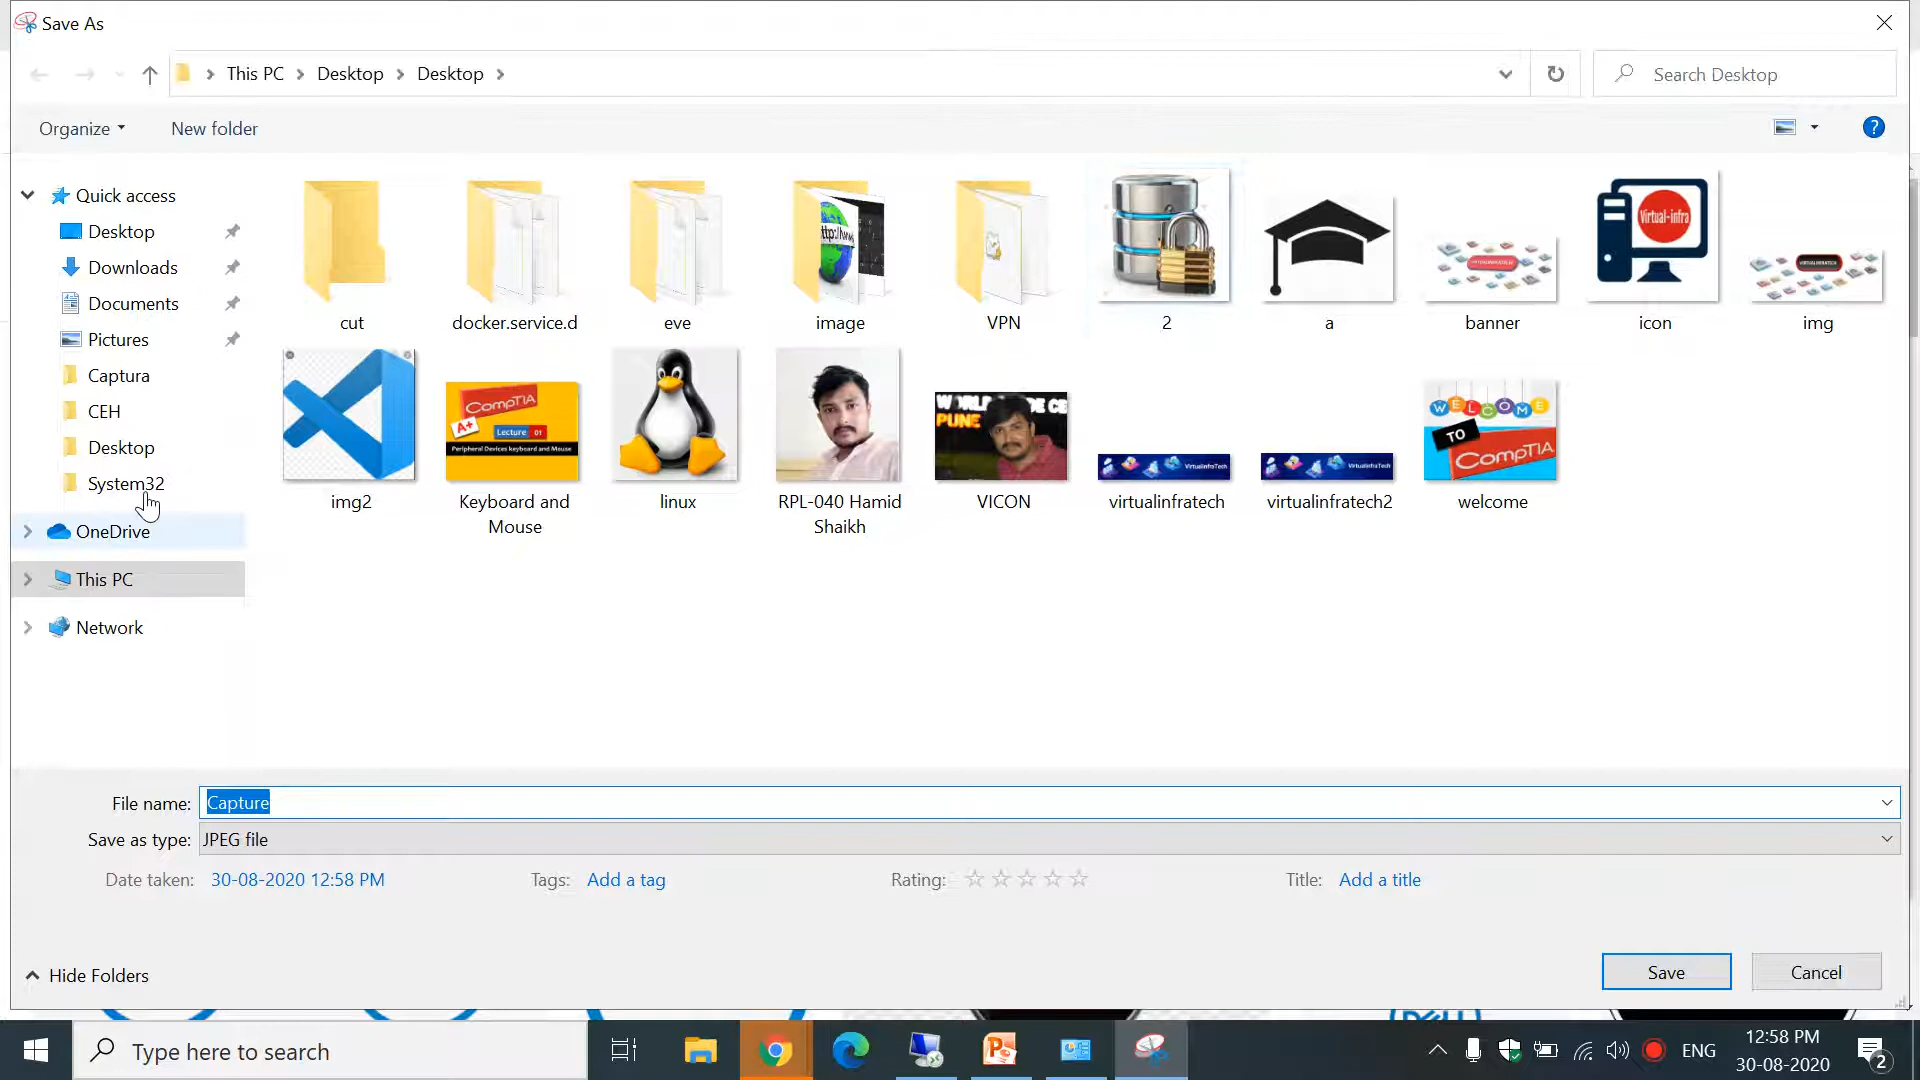 Save As
This PC > Desktop > Desktop >
Search Desktop
Organize
New folder
?
Quick access
Desktop
Downloads
Documents
Pictures
Captura
CEH
Desktop
System32
OneDrive
This PC
Network
http://www
Virtual-infra
cut
docker.service.d
eve
image
VPN
2
a
banner
icon
img
CompTIA
A+
Lecture 01
Peripheral Devices keyboard and Mouse
PUNE
VirtualinfraTech
VirtualinfraTech
WELCOME
TO
CompTIA
img2
Keyboard and
Mouse
linux
RPL-040 Hamid
Shaikh
VICON
virtualinfratech
virtualinfratech2
welcome
File name: Capture
Save as type: JPEG file
Date taken: 30-08-2020 12:58 PM
Tags: Add a tag
Rating:
Title: Add a title
Hide Folders
Save
Cancel
Type here to search
ENG
12:58 PM
30-08-2020
2